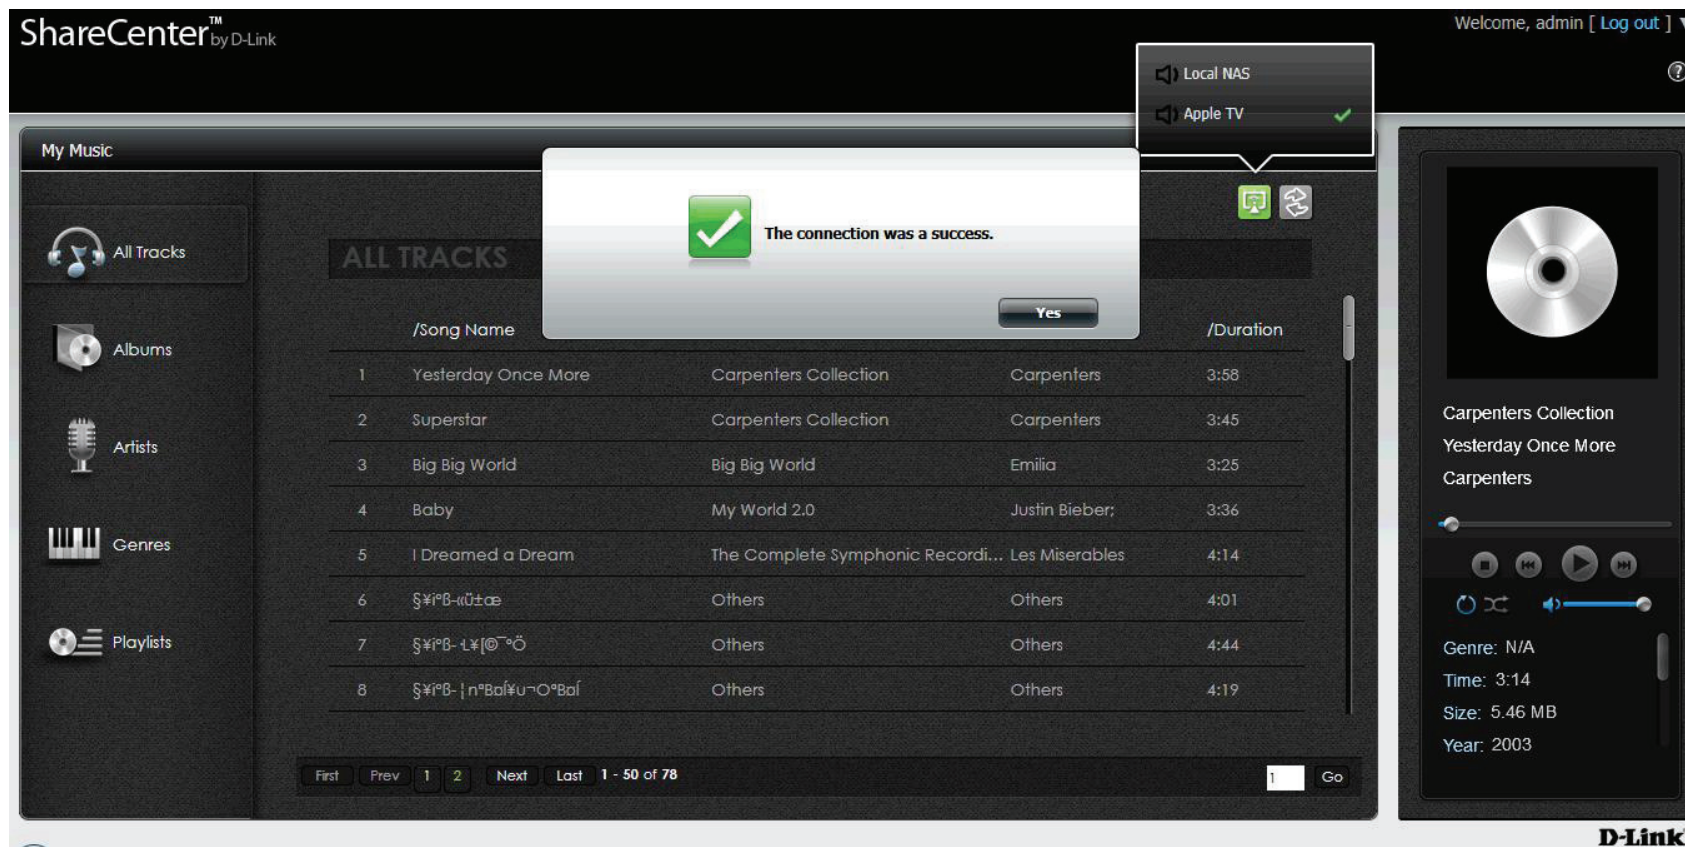 ShareCenter™ by D-Link
Welcome, admin [ Log out ]
Local NAS
Apple TV
My Music
The connection was a success.
Yes
All Tracks
Albums
Artists
Genres
Playlists
ALL TRACKS
/Song Name /Duration
1 Yesterday Once More Carpenters Collection Carpenters 3:58
2 Superstar Carpenters Collection Carpenters 3:45
3 Big Big World Big Big World Emilia 3:25
4 Baby My World 2.0 Justin Bieber; 3:36
5 I Dreamed a Dream The Complete Symphonic Recordi... Les Miserables 4:14
6 Others Others 4:01
7 Others Others 4:44
8 Others Others 4:19
First Prev 1 2 Next Last 1 - 50 of 78 1 Go
Carpenters Collection
Yesterday Once More
Carpenters
Genre: N/A
Time: 3:14
Size: 5.46 MB
Year: 2003
D-Link